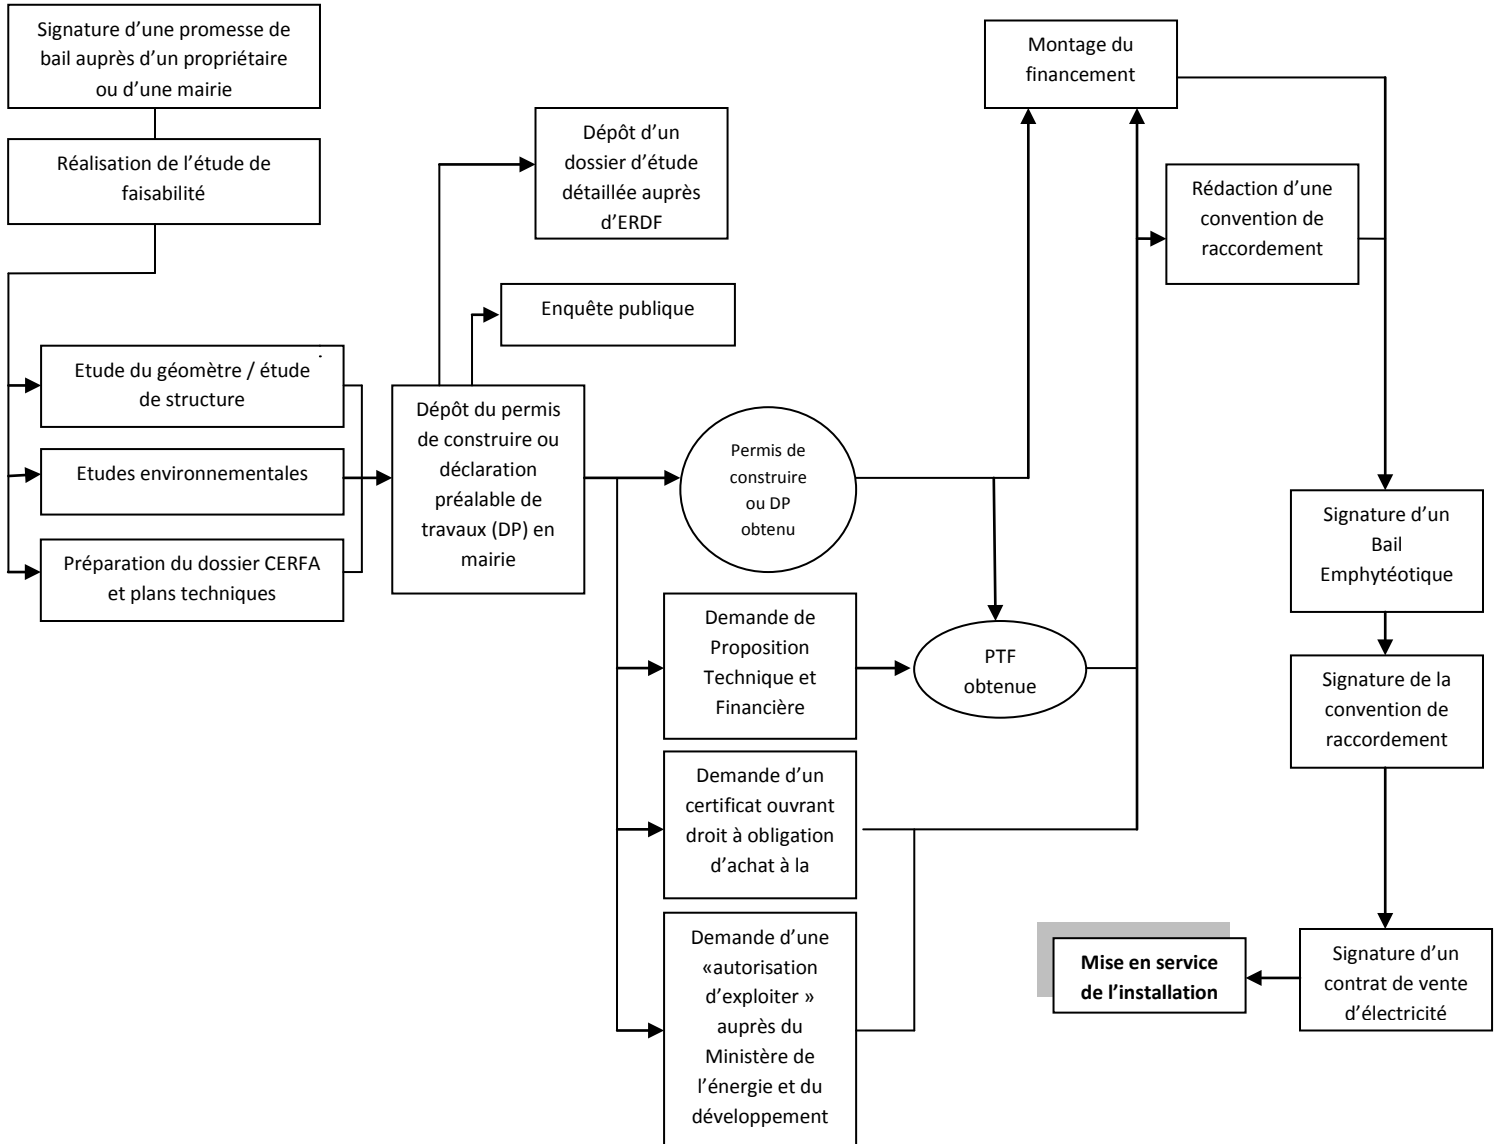 Signature d’une promesse de
bail auprès d’un propriétaire
ou d’une mairie
Réalisation de l’étude de
faisabilité
Etude du géomètre / étude
de structure
Etudes environnementales
Préparation du dossier CERFA
et plans techniques
Dépôt du permis
de construire ou
déclaration
préalable de
travaux (DP) en
mairie
Dépôt d’un
dossier d’étude
détaillée auprès
d’ERDF
Enquête publique
Permis de
construire
ou DP
obtenu
Demande de
Proposition
Technique et
Financière
PTF
obtenue
Demande d’un
certificat ouvrant
droit à obligation
d’achat à la
Demande d’une
«autorisation
d’exploiter »
auprès du
Ministère de
l’énergie et du
développement
Montage du
financement
Rédaction d’une
convention de
raccordement
Signature d’un
Bail
Emphytéotique
Signature de la
convention de
raccordement
Signature d’un
contrat de vente
d’électricité
Mise en service
de l’installation